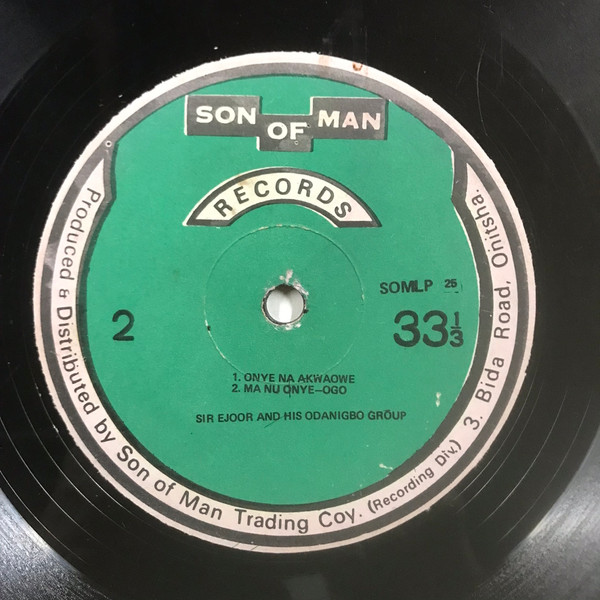 SON OF MAN
RECORDS
SOMLP 25
2
33⅓
1. ONYE NA AKWAOWE
2. MA NU ONYE-OGO
SIR EJOOR AND HIS ODANIGBO GROUP
Produced & Distributed by Son of Man Trading Coy. (Recording Div.) 3. Bida Road, Onitsha.